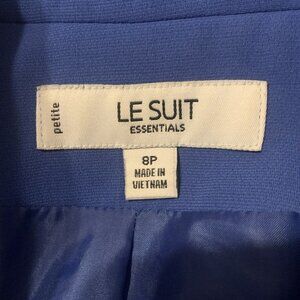 petite
LE SUIT
ESSENTIALS
8P
MADE IN
VIETNAM